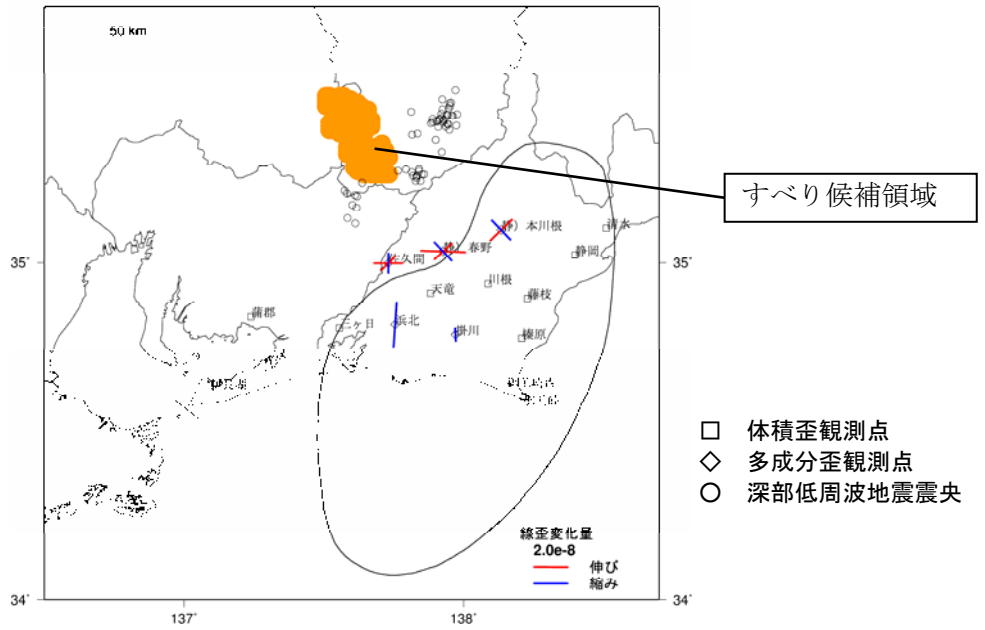 50 km
すべり候補領域
静）本川根
清水
静）春野
静岡
35°
佐久間
35°
川根
天竜
藤枝
蒲郡
三ヶ日
浜北
掛川
榛原
体積歪観測点
多成分歪観測点
深部低周波地震震央
線歪変化量
2.0e-8
伸び
縮み
34°
34°
137°
138°